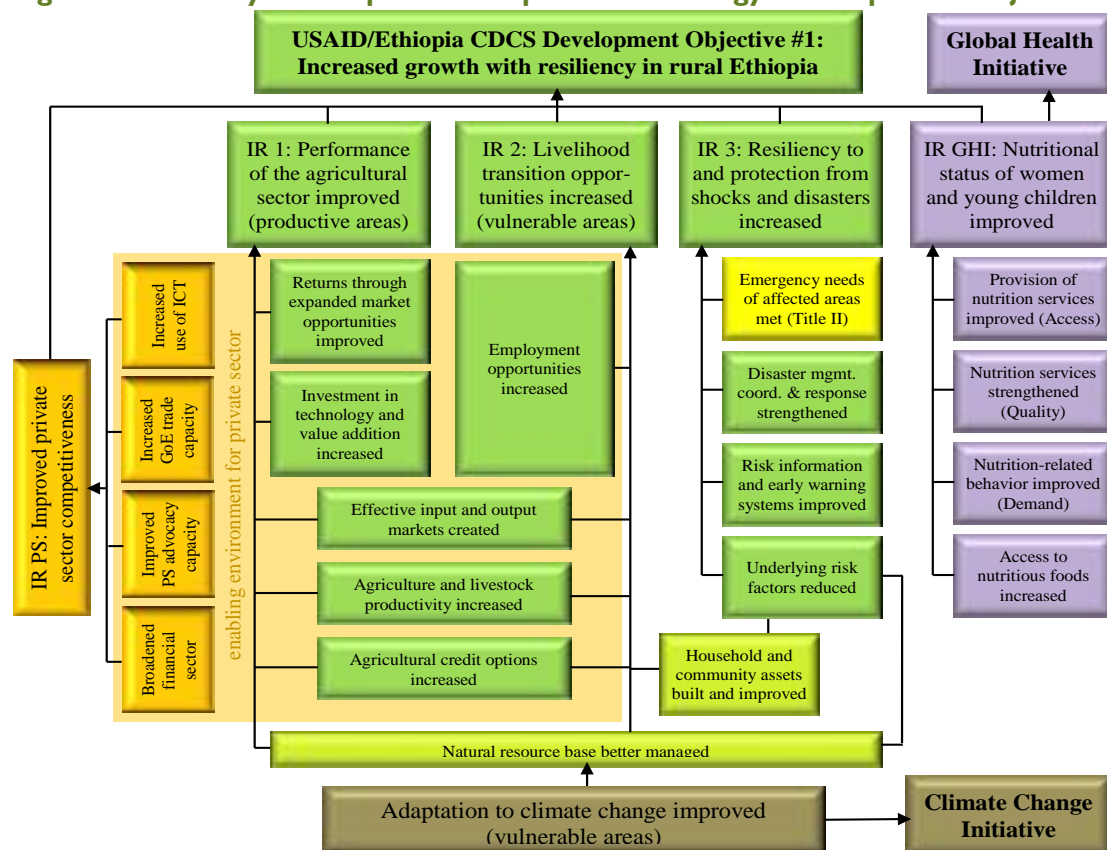 USAID/Ethiopia CDCS Development Objective #1:
Increased growth with resiliency in rural Ethiopia
Global Health
Initiative
IR 1: Performance
of the agricultural
sector improved
(productive areas)
IR 2: Livelihood
transition oppor-
tunities increased
(vulnerable areas)
IR 3: Resiliency to
and protection from
shocks and disasters
increased
IR GHI: Nutritional
status of women
and young children
improved
IR PS: Improved private
sector competitiveness
Increased
use of ICT
Increased
GoE trade
capacity
Improved
PS advocacy
capacity
Broadened
financial
sector
enabling environment for private sector
Returns through
expanded market
opportunities
improved
Investment in
technology and
value addition
increased
Employment
opportunities
increased
Effective input and output
markets created
Agriculture and livestock
productivity increased
Agricultural credit options
increased
Emergency needs
of affected areas
met (Title II)
Disaster mgmt.
coord. & response
strengthened
Risk information
and early warning
systems improved
Underlying risk
factors reduced
Household and
community assets
built and improved
Provision of
nutrition services
improved (Access)
Nutrition services
strengthened
(Quality)
Nutrition-related
behavior improved
(Demand)
Access to
nutritious foods
increased
Natural resource base better managed
Adaptation to climate change improved
(vulnerable areas)
Climate Change
Initiative